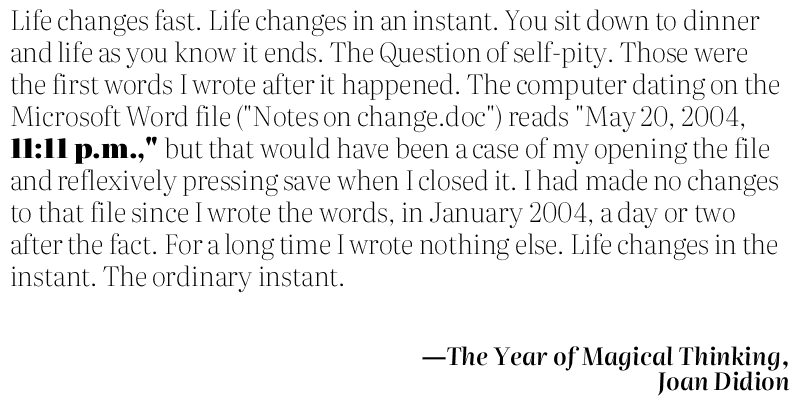 Life changes fast. Life changes in an instant. You sit down to dinner
and life as you know it ends. The Question of self-pity. Those were
the first words I wrote after it happened. The computer dating on the
Microsoft Word file ("Notes on change.doc") reads "May 20, 2004,
11:11 p.m.," but that would have been a case of my opening the file
and reflexively pressing save when I closed it. I had made no changes
to that file since I wrote the words, in January 2004, a day or two
after the fact. For a long time I wrote nothing else. Life changes in the
instant. The ordinary instant.
—The Year of Magical Thinking,
Joan Didion